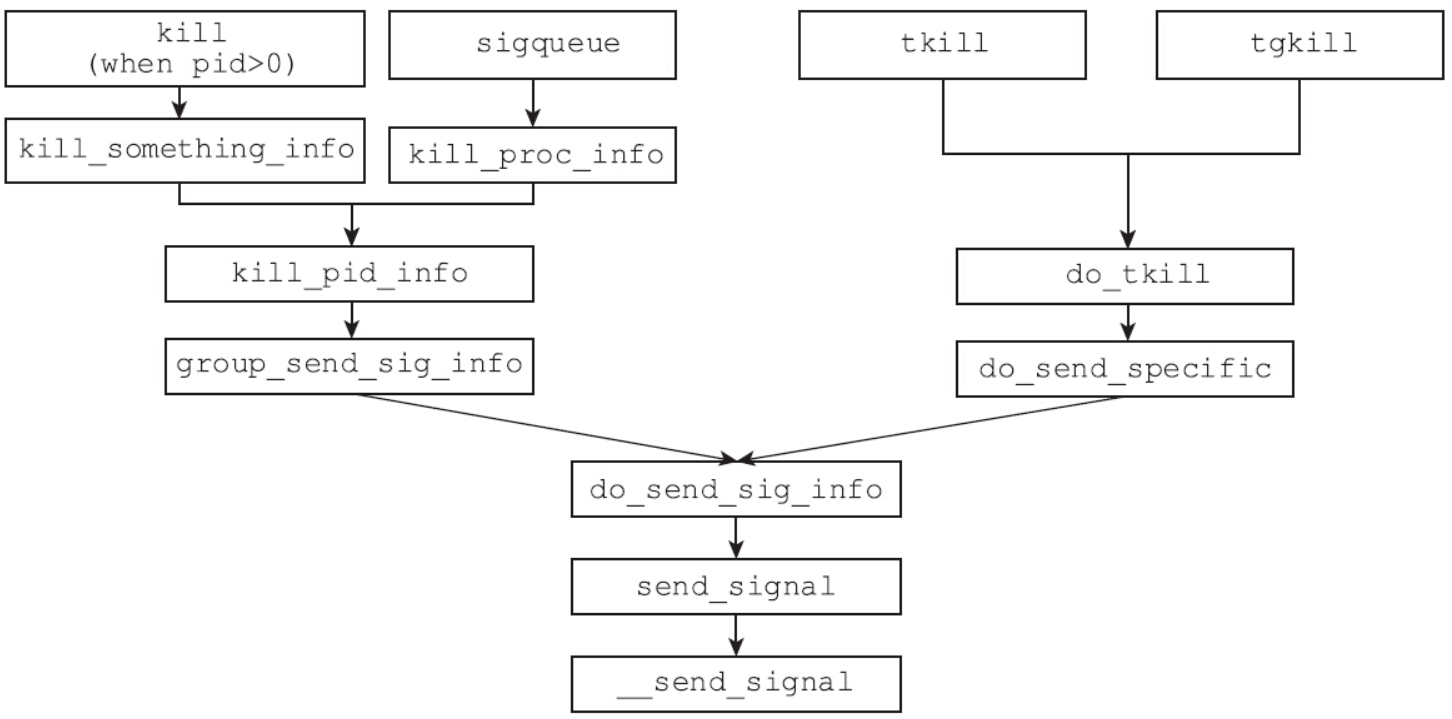 kill
(when pid>0)
sigqueue
tkill
tgkill
kill_something_info
kill_proc_info
kill_pid_info
do_tkill
group_send_sig_info
do_send_specific
do_send_sig_info
send_signal
__send_signal